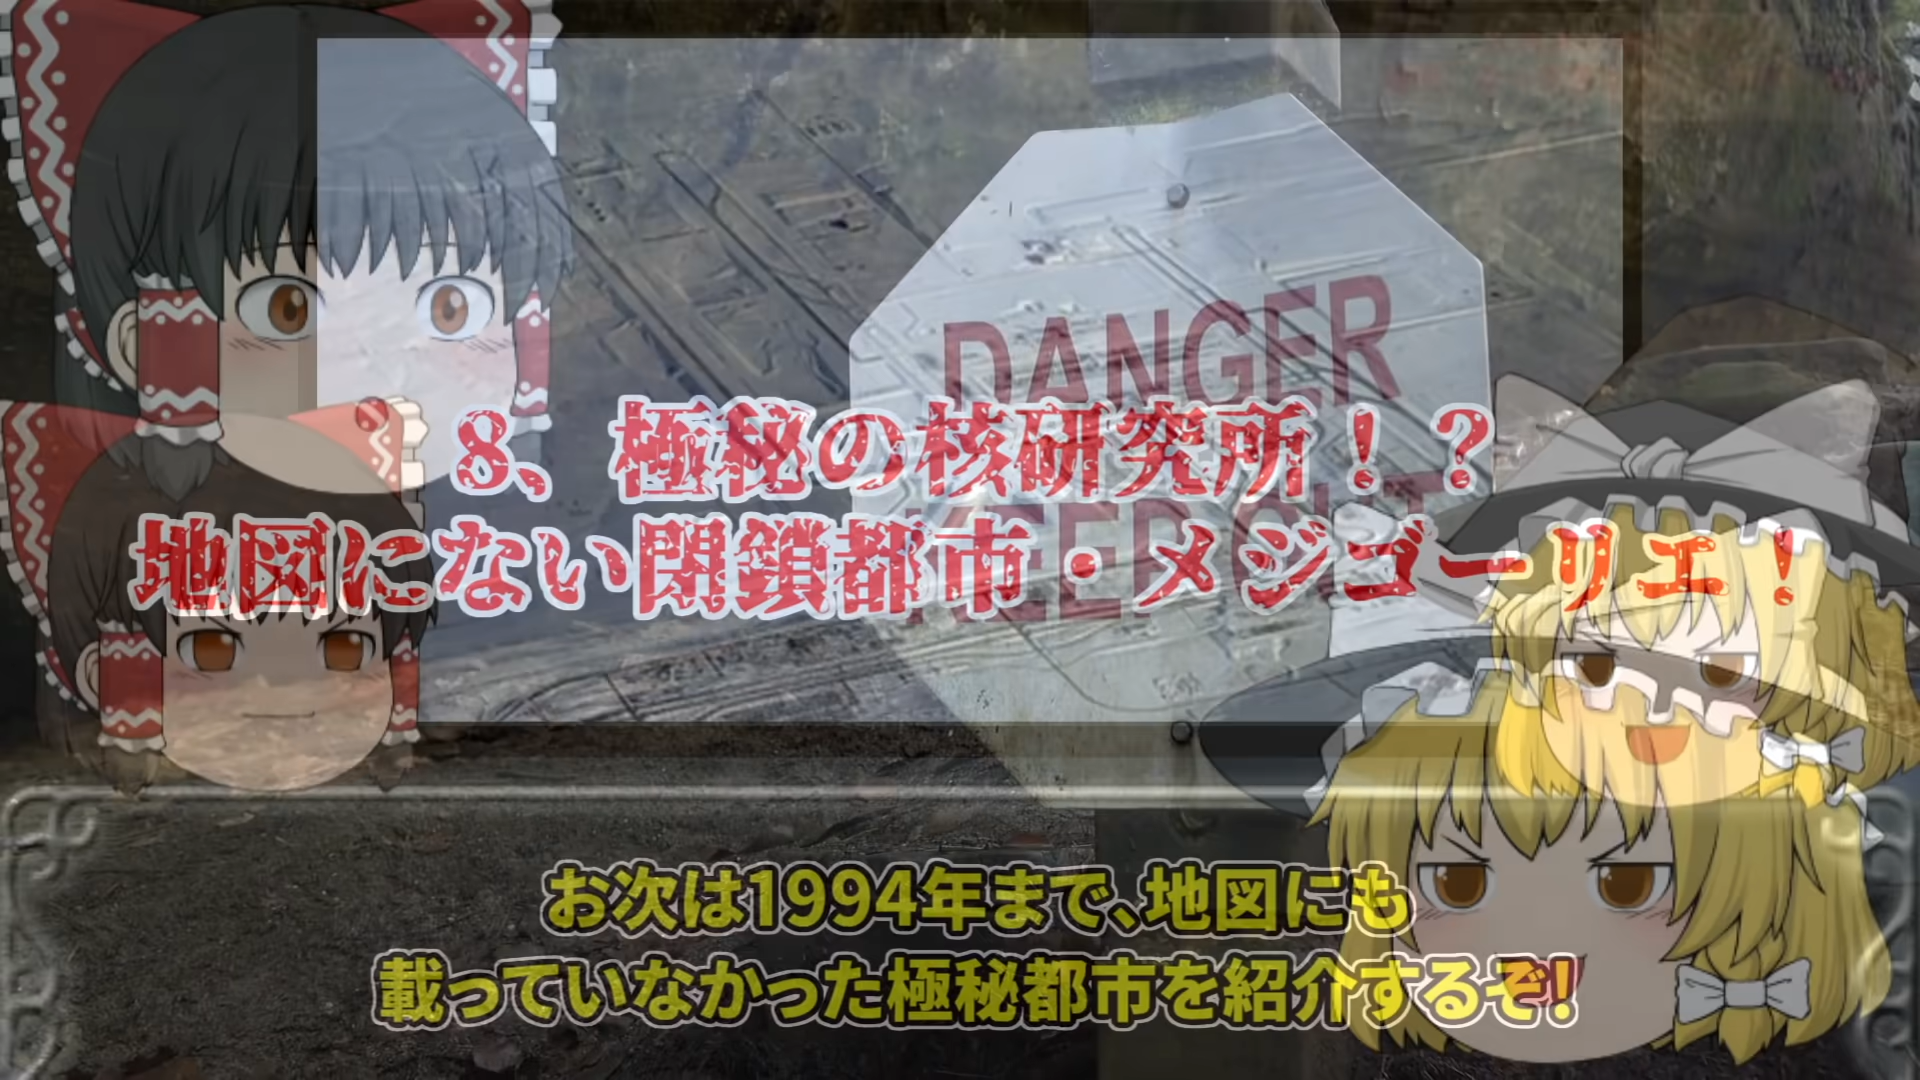 DANGER
KEEP OUT
8、極秘の核研究所！？
地図にない閉鎖都市・メジゴーリエ！
お次は1994年まで、地図にも
載っていなかった極秘都市を紹介するぞ！